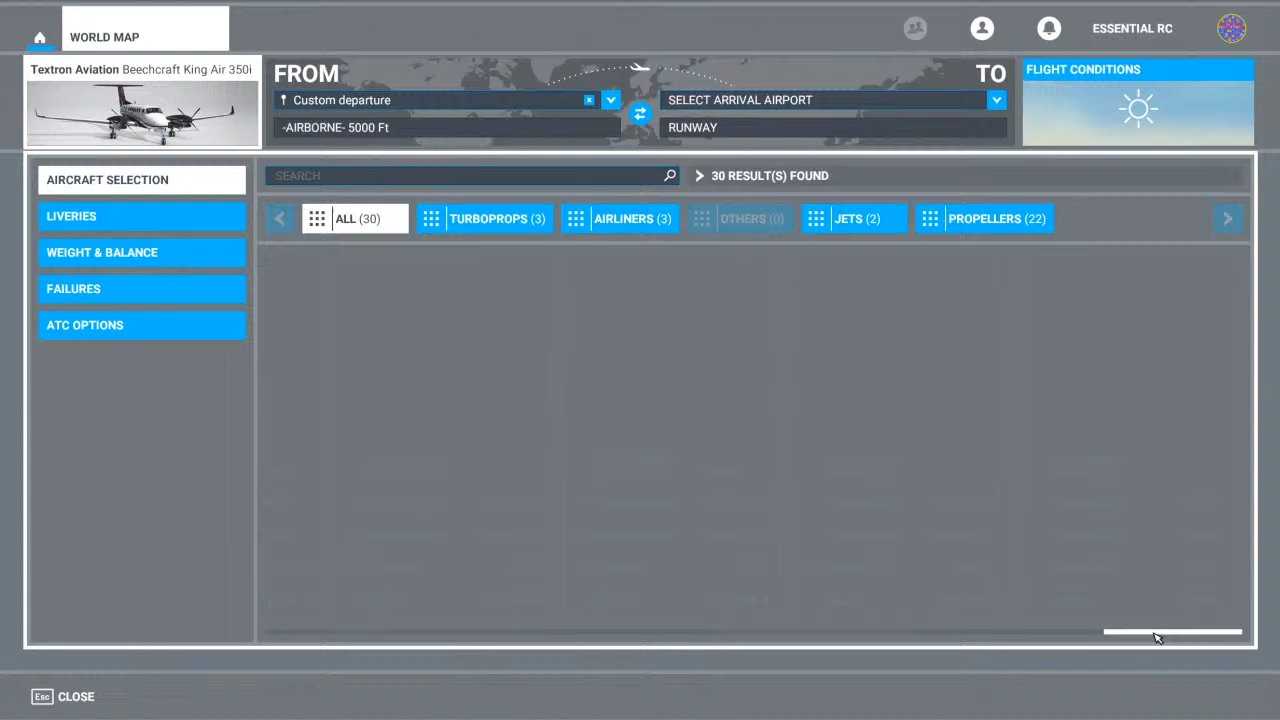 WORLD MAP
ESSENTIAL RC
Textron Aviation Beechcraft King Air 350i
FROM
TO
Custom departure
SELECT ARRIVAL AIRPORT
-AIRBORNE- 5000 Ft
RUNWAY
FLIGHT CONDITIONS
AIRCRAFT SELECTION
LIVERIES
WEIGHT & BALANCE
FAILURES
ATC OPTIONS
SEARCH
30 RESULT(S) FOUND
ALL (30)
TURBOPROPS (3)
AIRLINERS (3)
OTHERS (0)
JETS (2)
PROPELLERS (22)
Esc CLOSE